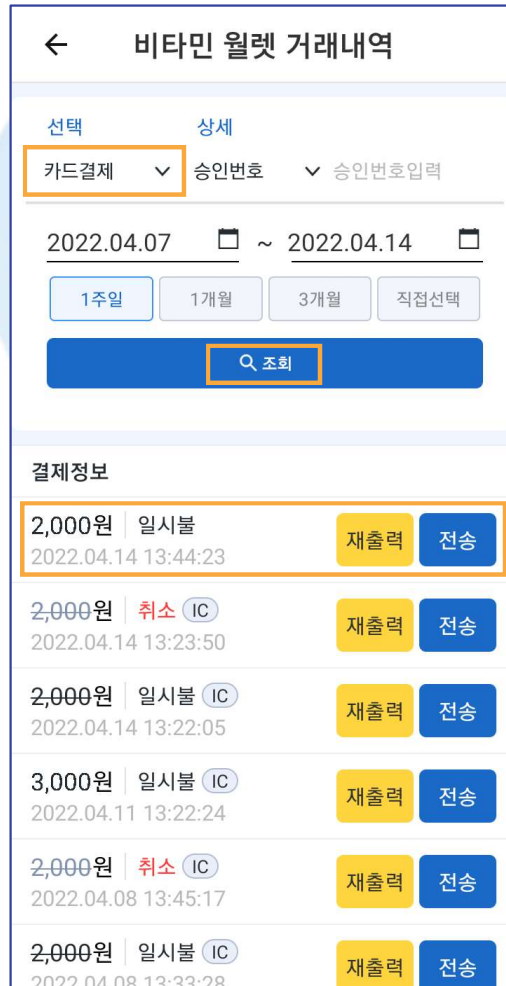 비타민 월렛 거래내역
선택 상세
카드결제 승인번호 승인번호입력
2022.04.07 ~ 2022.04.14
1주일 1개월 3개월 직접선택
조회
결제정보
2,000원 일시불 재출력 전송
2022.04.14 13:44:23
2,000원 취소 IC 재출력 전송
2022.04.14 13:23:50
2,000원 일시불 IC 재출력 전송
2022.04.14 13:22:05
3,000원 일시불 IC 재출력 전송
2022.04.11 13:22:24
2,000원 취소 IC 재출력 전송
2022.04.08 13:45:17
2,000원 일시불 IC 재출력 전송
2022.04.08 13:33:28